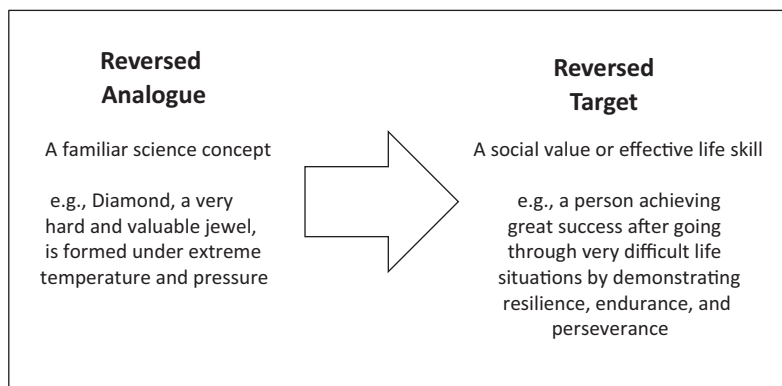 Reversed
Analogue
A familiar science concept
e.g., Diamond, a very
hard and valuable jewel,
is formed under extreme
temperature and pressure
Reversed
Target
A social value or effective life skill
e.g., a person achieving
great success after going
through very difficult life
situations by demonstrating
resilience, endurance, and
perseverance